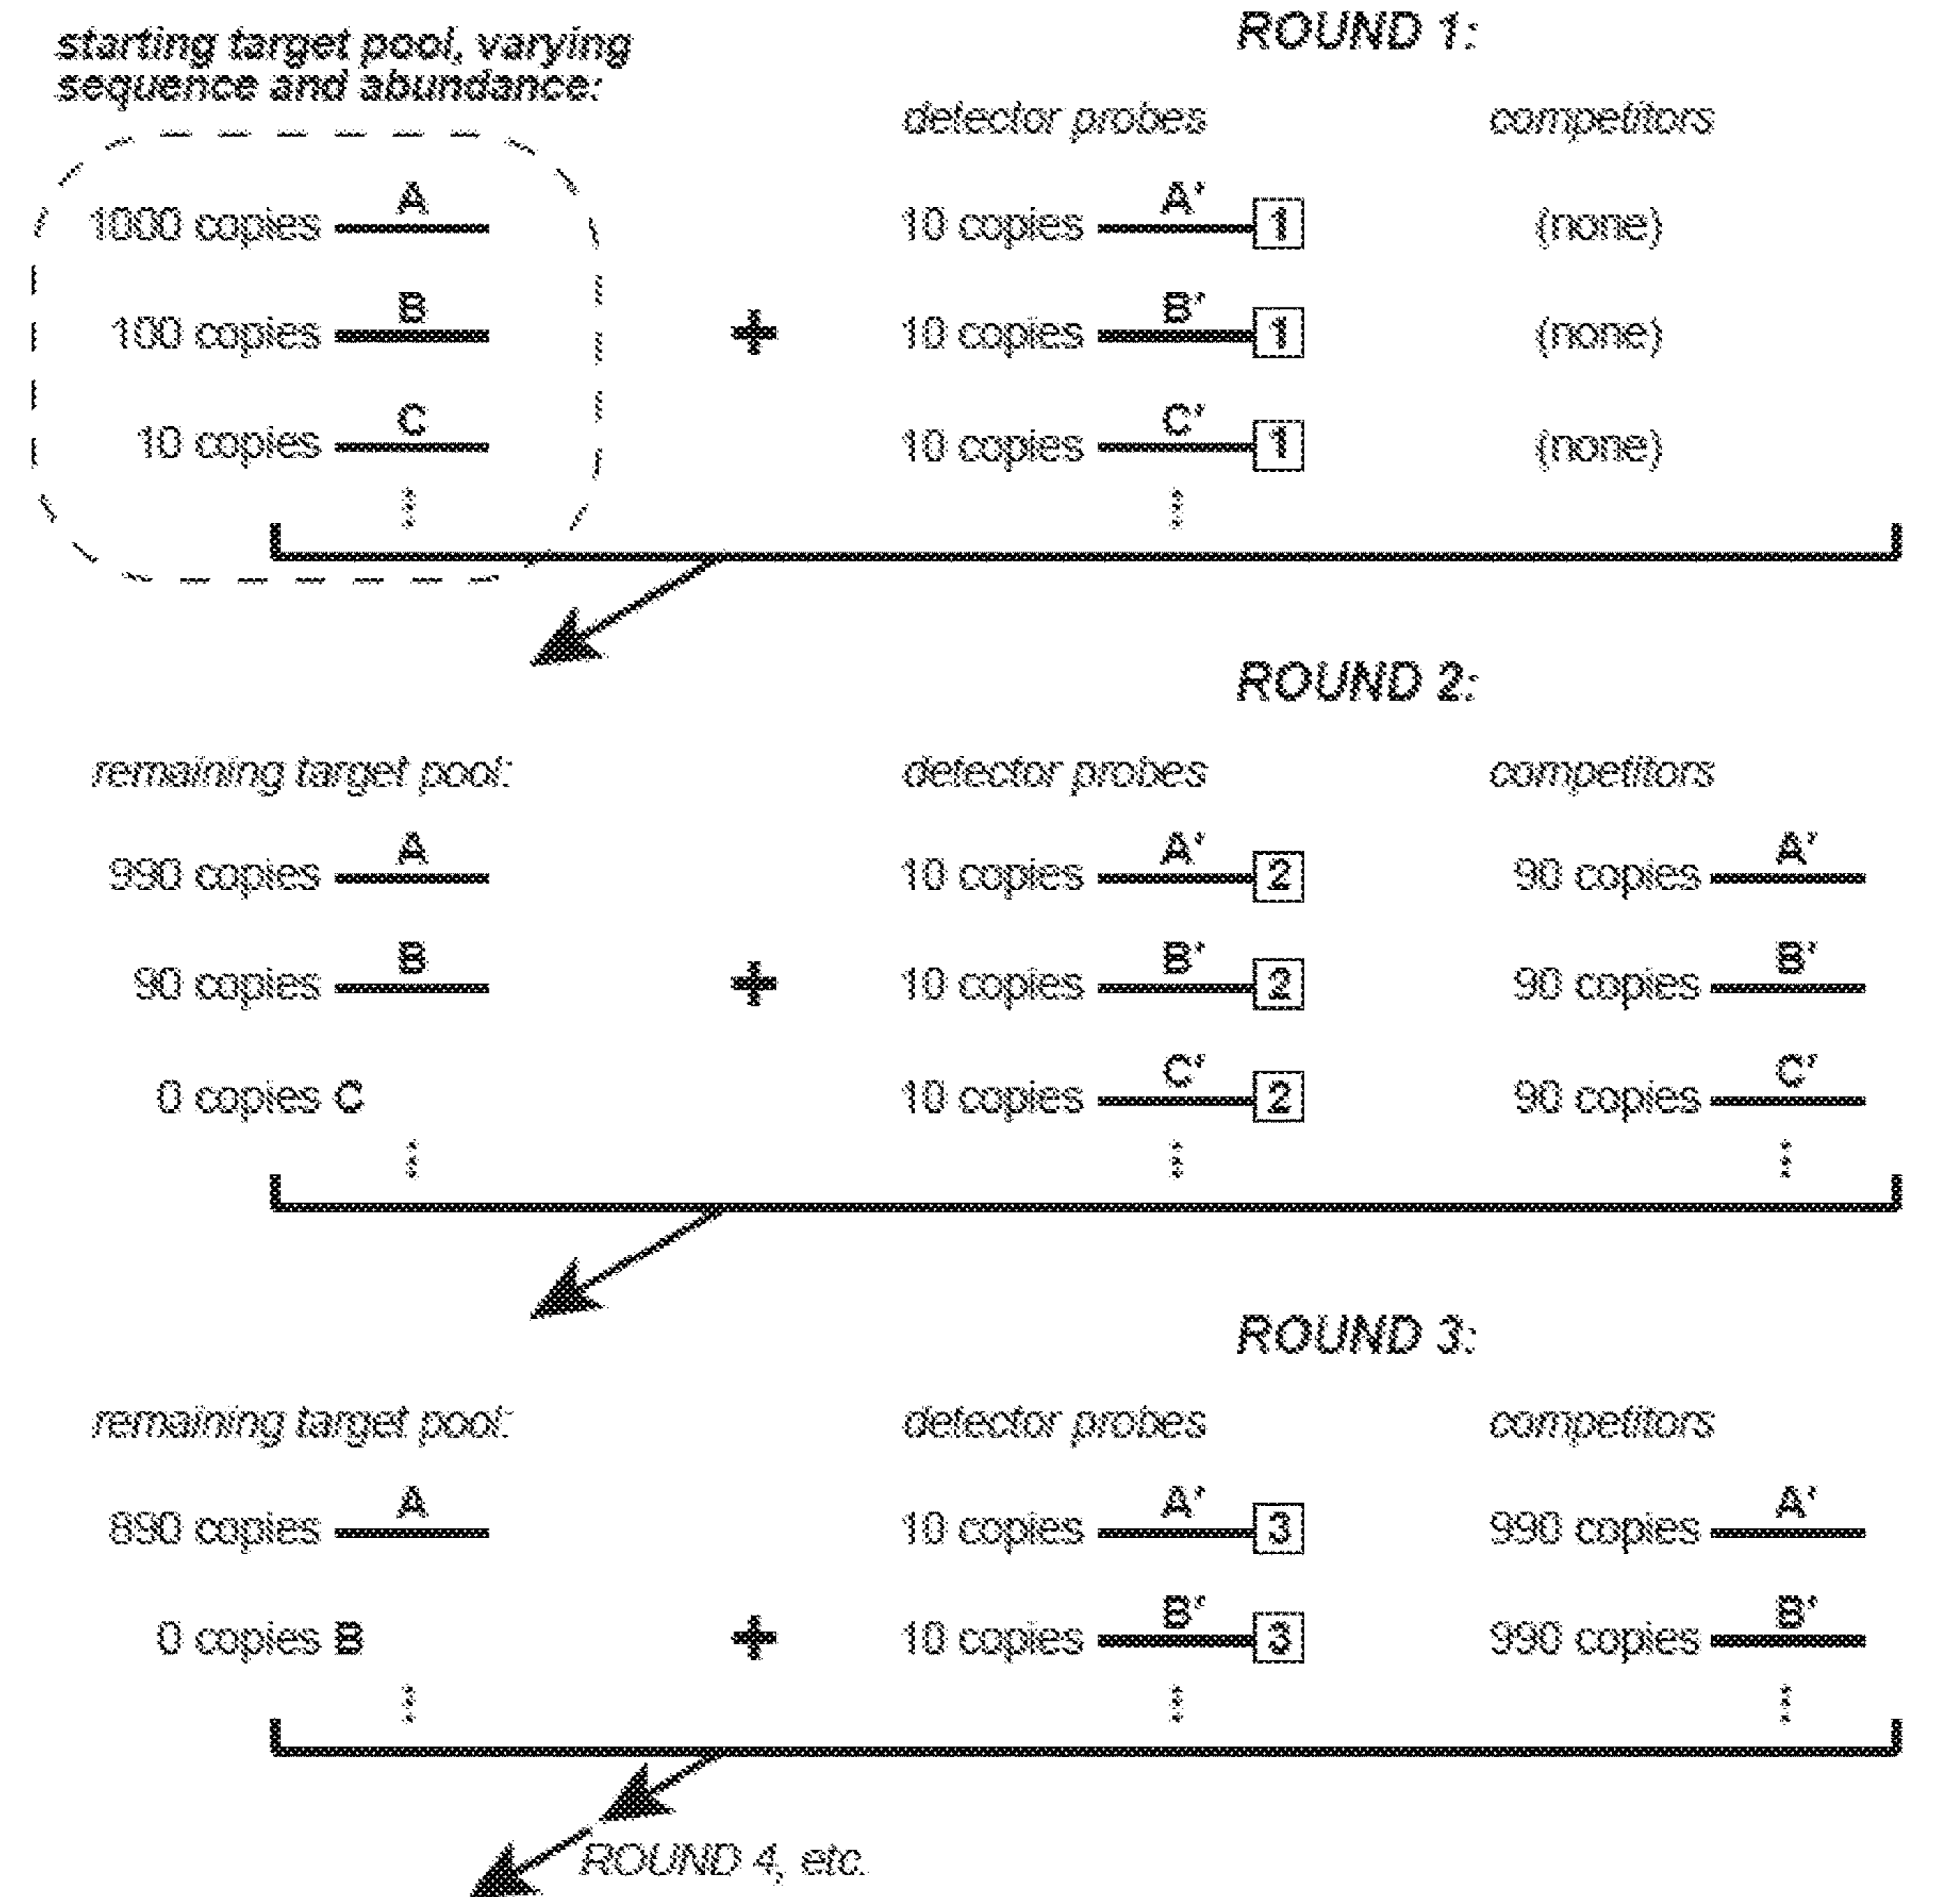 starting target pool, varying
sequence and abundance:
ROUND 1:
detector probes
competitors
1000 copies A
10 copies A' 1
(none)
100 copies B
+
10 copies B' 1
(none)
10 copies C
10 copies C' 1
(none)
ROUND 2:
remaining target pool:
detector probes
competitors
990 copies A
10 copies A' 2
90 copies A'
90 copies B
+
10 copies B' 2
90 copies B'
0 copies C
10 copies C' 2
90 copies C'
ROUND 3:
remaining target pool:
detector probes
competitors
890 copies A
10 copies A' 3
990 copies A'
0 copies B
+
10 copies B' 3
990 copies B'
ROUND 4, etc.